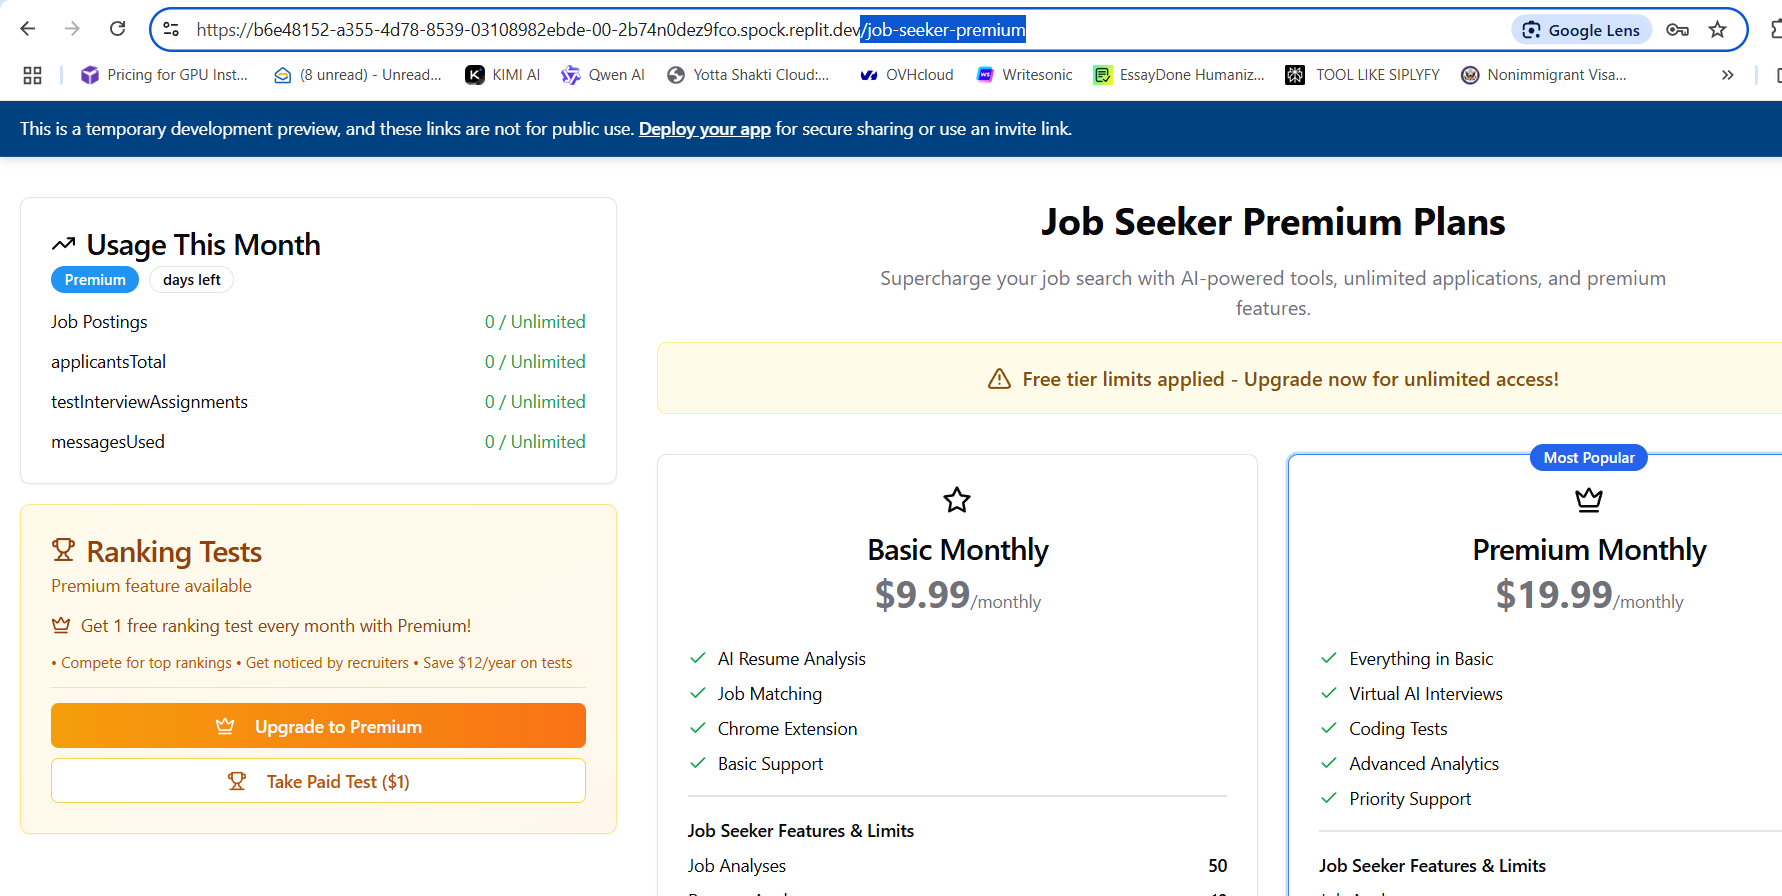 https://b6e48152-a355-4d78-8539-03108982ebde-00-2b74n0dez9fco.spock.replit.dev/job-seeker-premium
Google Lens
Pricing for GPU Inst...
(8 unread) - Unread...
KIMI AI
Qwen AI
Yotta Shakti Cloud:...
OVHcloud
Writesonic
EssayDone Humaniz...
TOOL LIKE SIPLYFY
Nonimmigrant Visa...
This is a temporary development preview, and these links are not for public use. Deploy your app for secure sharing or use an invite link.
Usage This Month
Premium
days left
Job Postings 0 / Unlimited
applicantsTotal 0 / Unlimited
testInterviewAssignments 0 / Unlimited
messagesUsed 0 / Unlimited
Ranking Tests
Premium feature available
Get 1 free ranking test every month with Premium!
• Compete for top rankings • Get noticed by recruiters • Save $12/year on tests
Upgrade to Premium
Take Paid Test ($1)
Job Seeker Premium Plans
Supercharge your job search with AI-powered tools, unlimited applications, and premium
features.
Free tier limits applied - Upgrade now for unlimited access!
Basic Monthly
$9.99/monthly
AI Resume Analysis
Job Matching
Chrome Extension
Basic Support
Job Seeker Features & Limits
Job Analyses 50
Most Popular
Premium Monthly
$19.99/monthly
Everything in Basic
Virtual AI Interviews
Coding Tests
Advanced Analytics
Priority Support
Job Seeker Features & Limits